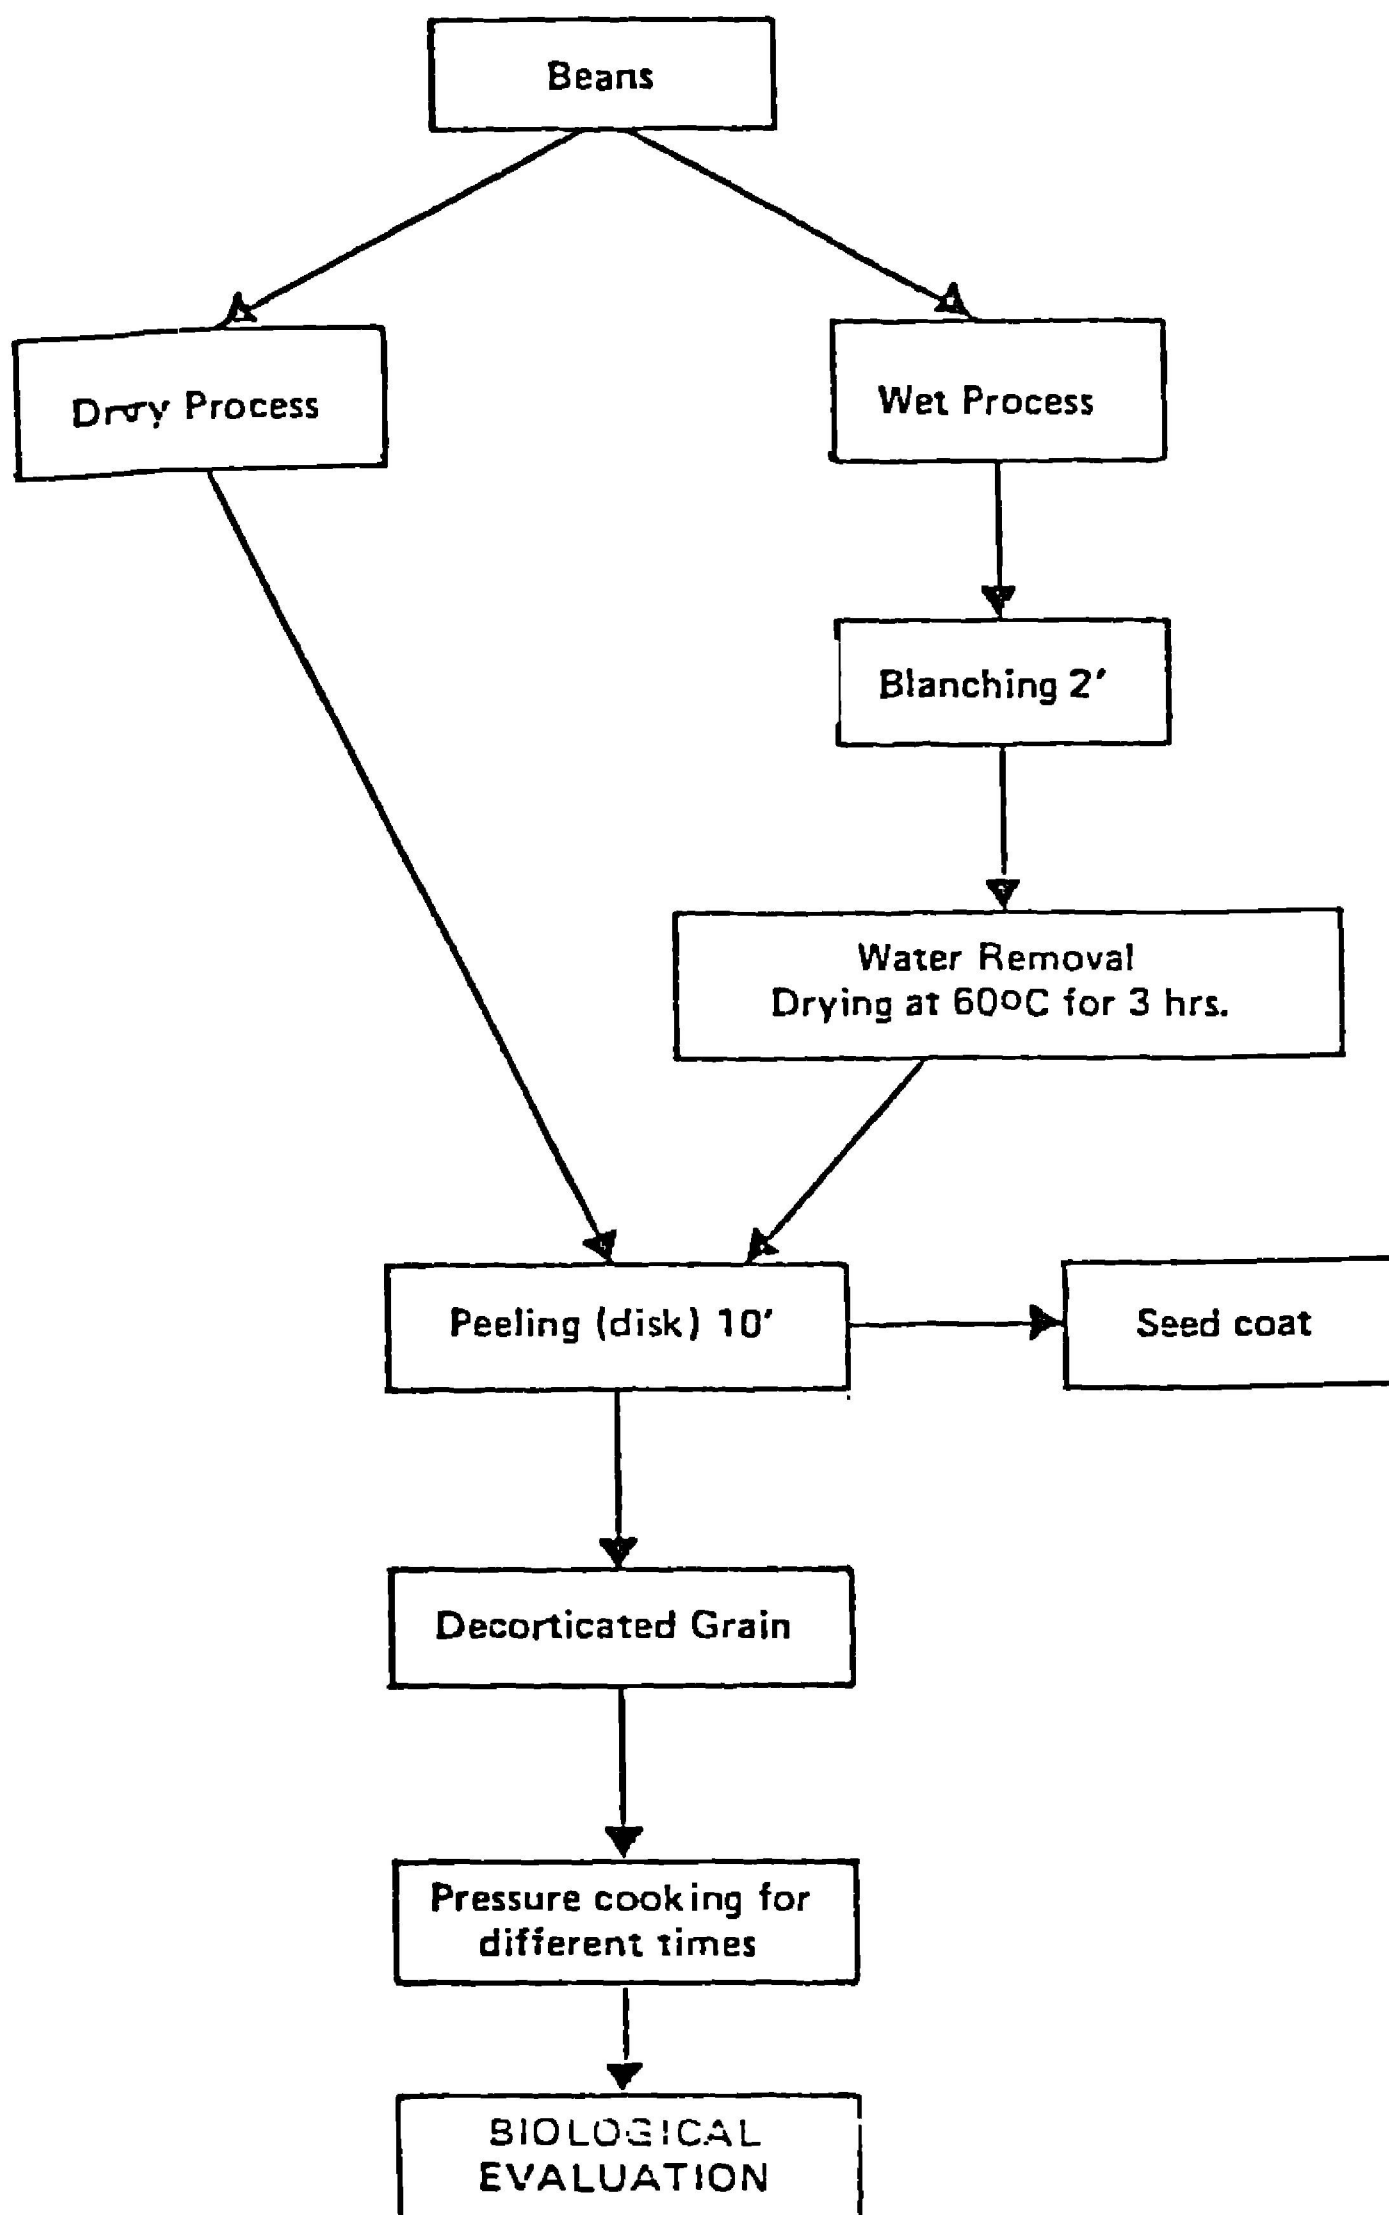 Beans
Dry Process
Wet Process
Blanching 2'
Water Removal
Drying at 60ºC for 3 hrs.
Peeling (disk) 10'
Seed coat
Decorticated Grain
Pressure cooking for
different times
BIOLOGICAL
EVALUATION